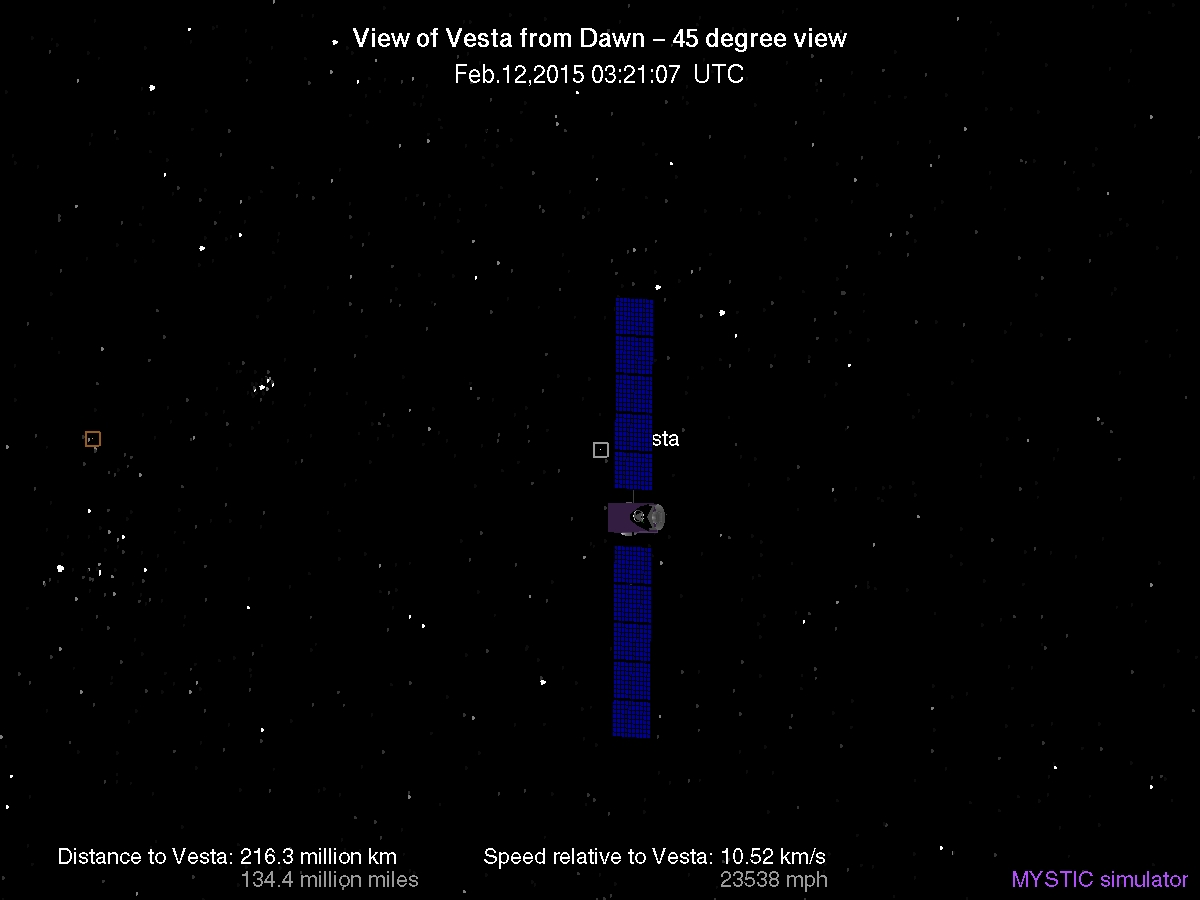 View of Vesta from Dawn – 45 degree view
Feb.12,2015 03:21:07 UTC
sta
Distance to Vesta: 216.3 million km
134.4 million miles
Speed relative to Vesta: 10.52 km/s
23538 mph
MYSTIC simulator